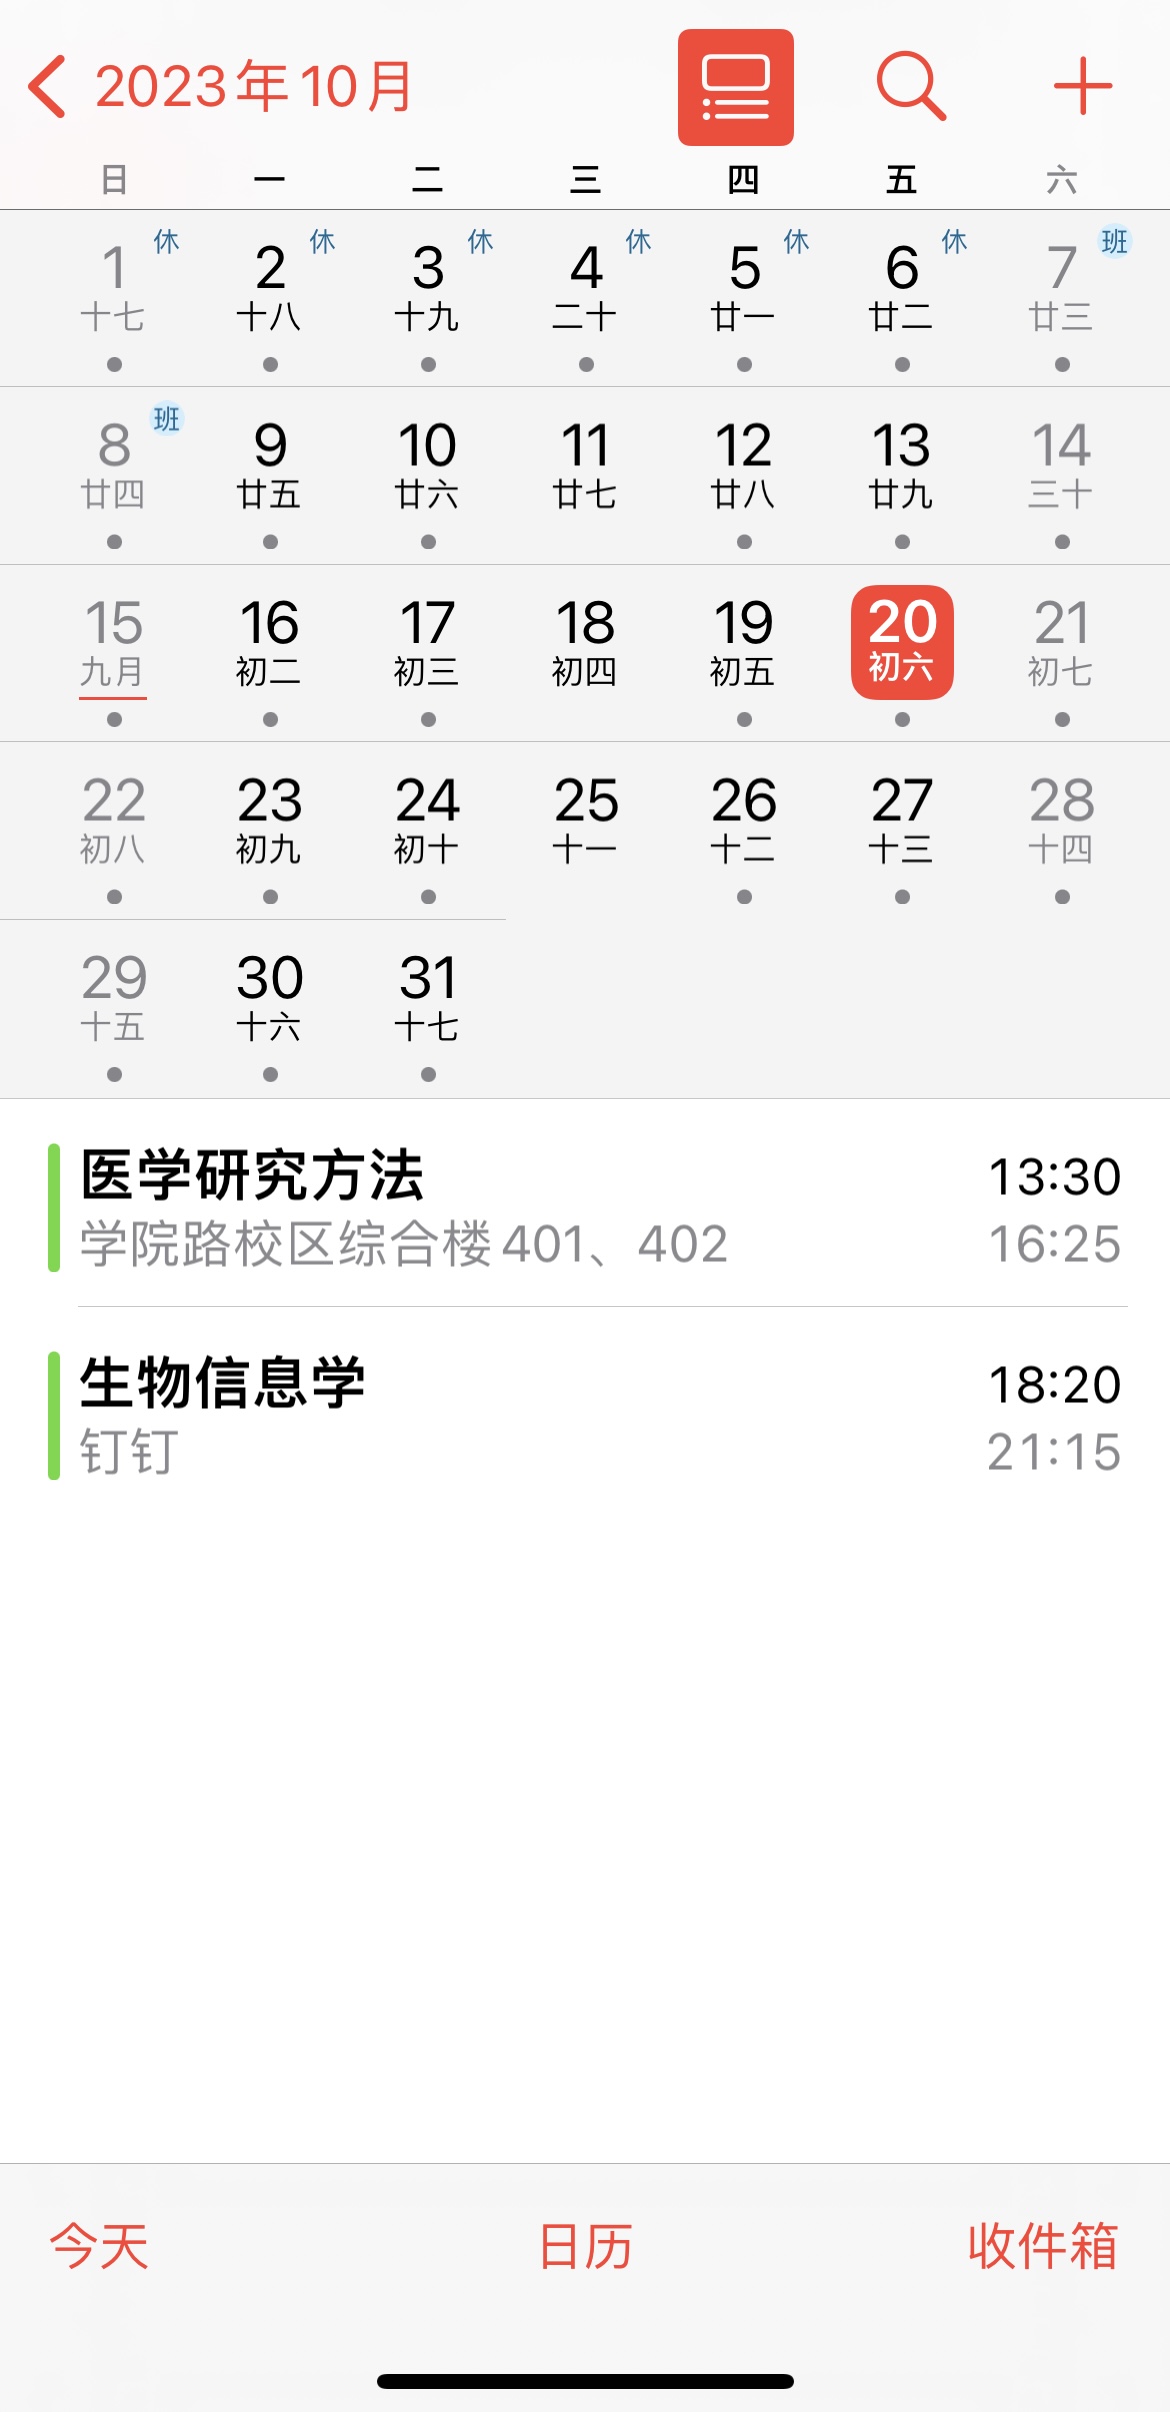 2023年10月
日 一 二 三 四 五 六
1 休 2 休 3 休 4 休 5 休 6 休 7 班
十七 十八 十九 二十 廿一 廿二 廿三
8 班 9 10 11 12 13 14
廿四 廿五 廿六 廿七 廿八 廿九 三十
15 16 17 18 19 20 21
九月 初二 初三 初四 初五 初六 初七
22 23 24 25 26 27 28
初八 初九 初十 十一 十二 十三 十四
29 30 31
十五 十六 十七
医学研究方法 13:30
学院路校区综合楼401、402 16:25
生物信息学 18:20
钉钉 21:15
今天 日历 收件箱